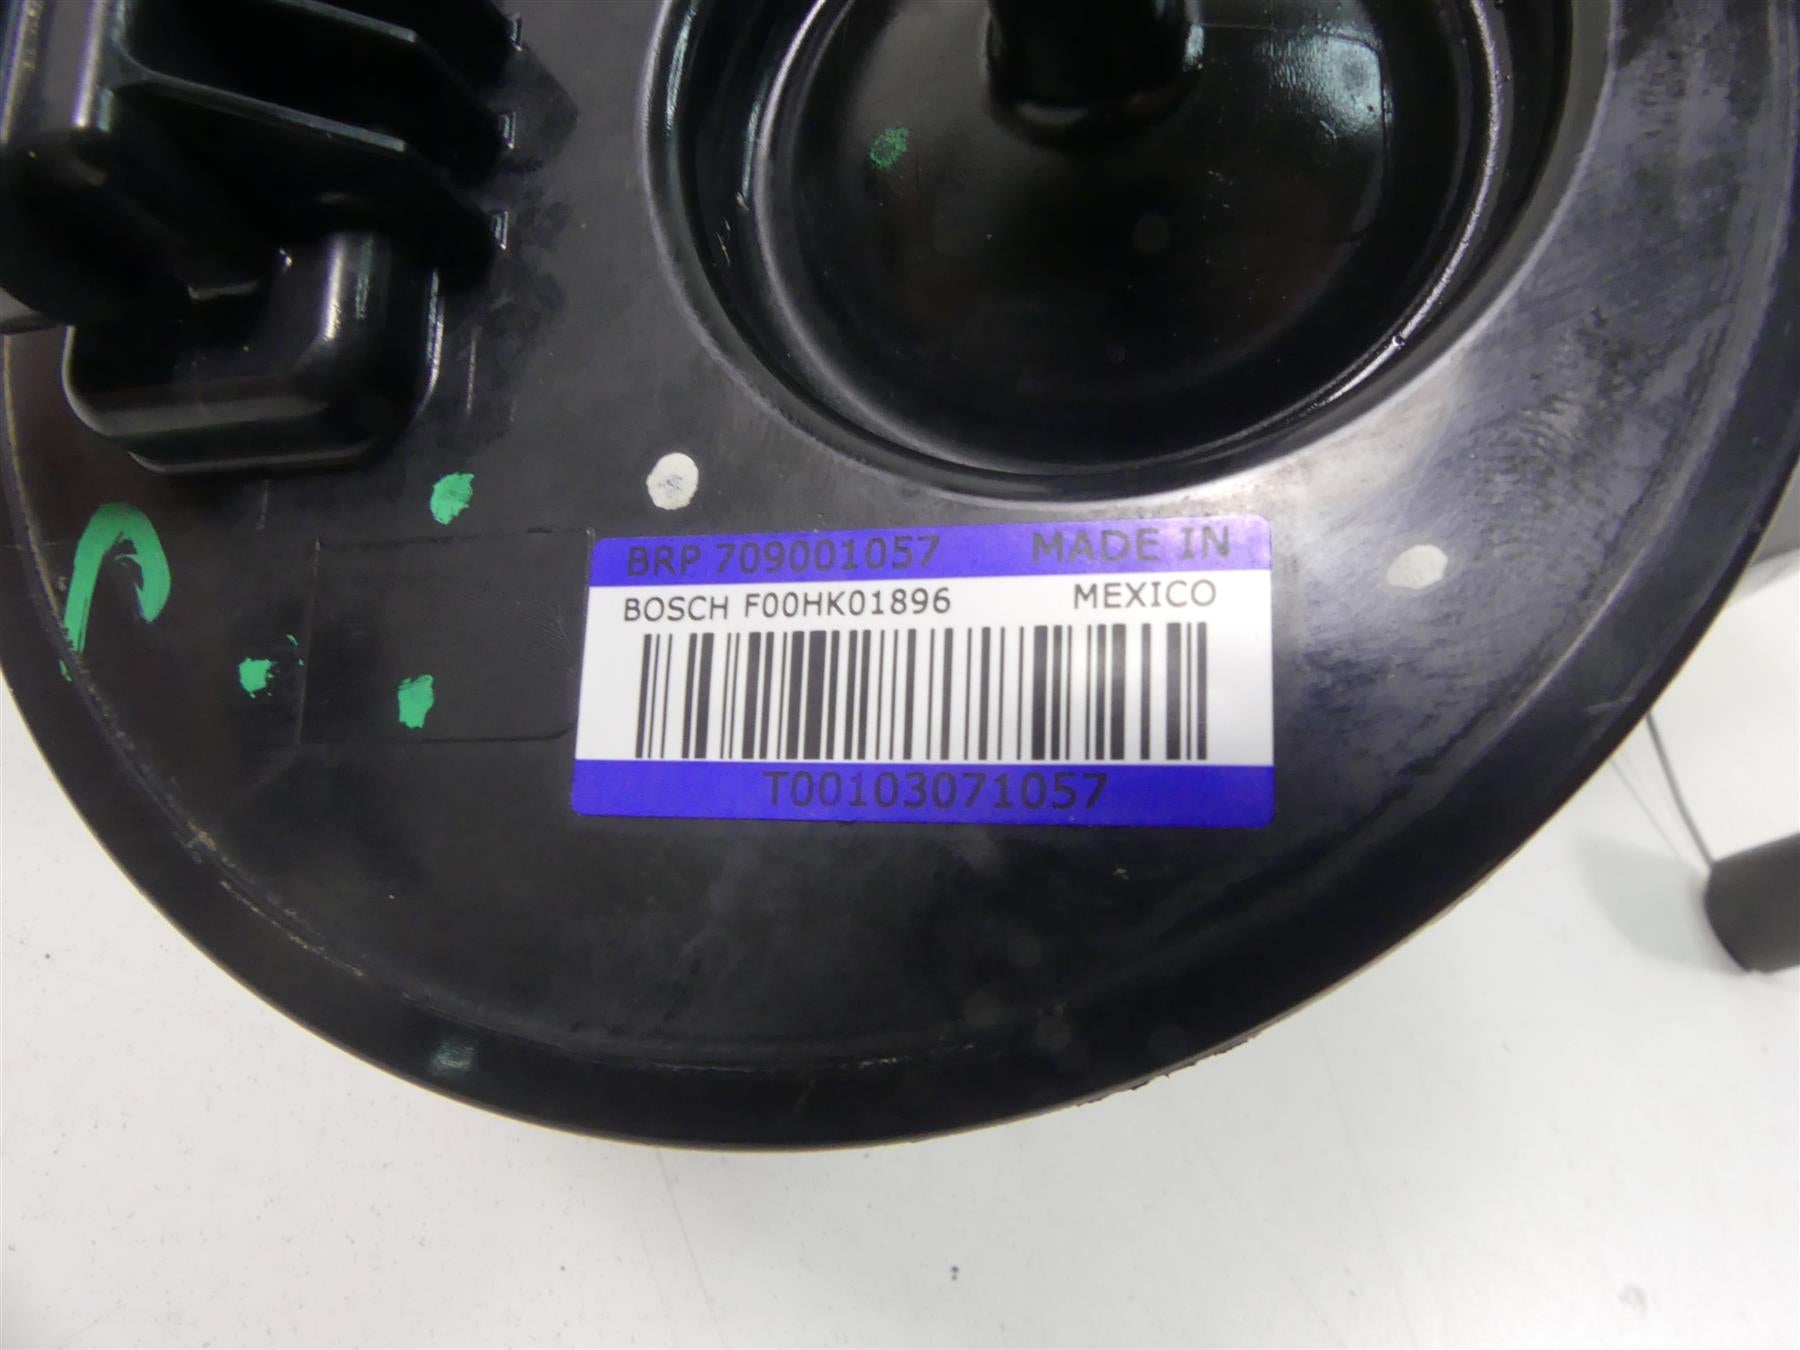 BRP 709001057 MADE IN
BOSCH F00HK01896 MEXICO
T00103071057